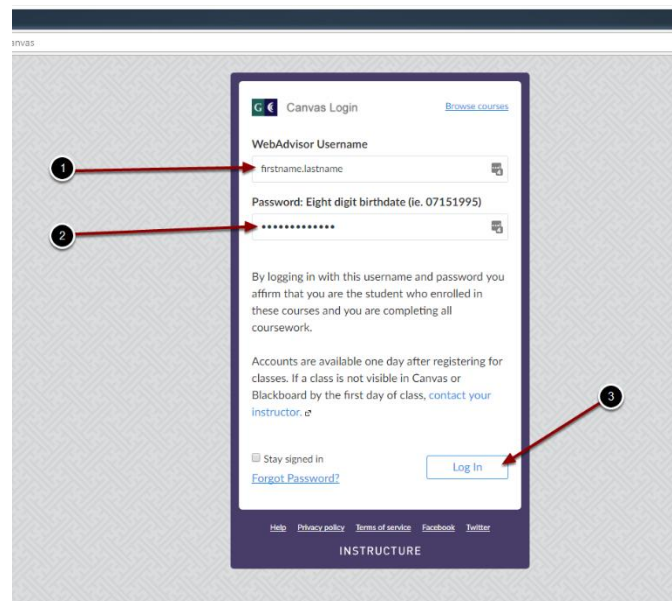 anvas
G C Canvas Login Browse courses
WebAdvisor Username
1
firstname.lastname
Password: Eight digit birthdate (ie. 07151995)
2
•••••••••••••
By logging in with this username and password you
affirm that you are the student who enrolled in
these courses and you are completing all
coursework.
Accounts are available one day after registering for
classes. If a class is not visible in Canvas or
Blackboard by the first day of class, contact your
instructor.
3
Stay signed in
Forgot Password?
Log In
Help Privacy policy Terms of service Facebook Twitter
INSTRUCTURE